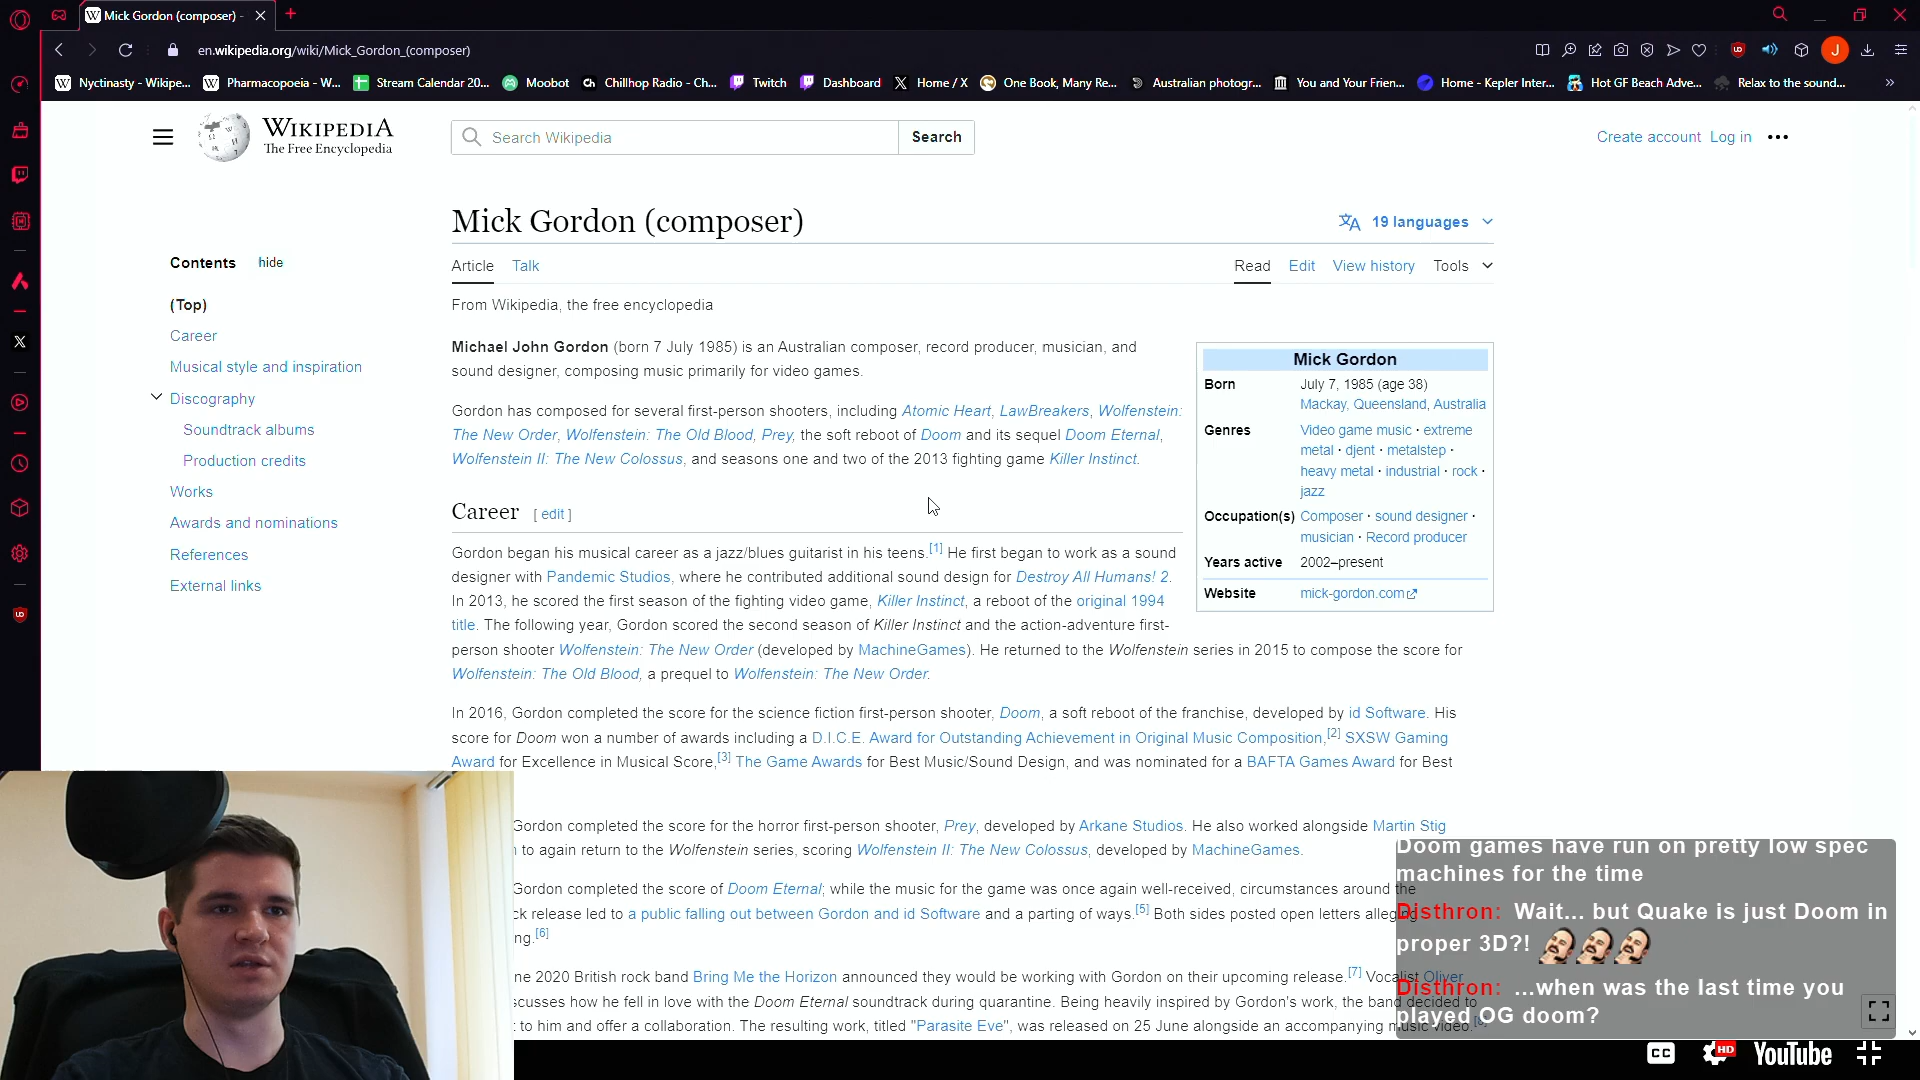 Mick Gordon (composer) -
en.wikipedia.org/wiki/Mick_Gordon_(composer)
J
Nyctinasty - Wikipe...
Pharmacopoeia - W...
Stream Calendar 20...
Moobot
Chillhop Radio - Ch...
Twitch
Dashboard
Home / X
One Book, Many Re...
Australian photogr...
You and Your Frien...
Home - Kepler Inter...
Hot GF Beach Adve...
Relax to the sound...
WIKIPEDIA
The Free Encyclopedia
Search Wikipedia
Search
Create account Log in
Mick Gordon (composer)
19 languages
Contents hide
(Top)
Career
Musical style and inspiration
Discography
Soundtrack albums
Production credits
Works
Awards and nominations
References
External links
Article Talk
Read Edit View history Tools
From Wikipedia, the free encyclopedia
Michael John Gordon (born 7 July 1985) is an Australian composer, record producer, musician, and
sound designer, composing music primarily for video games.
Gordon has composed for several first-person shooters, including Atomic Heart, LawBreakers, Wolfenstein:
The New Order, Wolfenstein: The Old Blood, Prey, the soft reboot of Doom and its sequel Doom Eternal,
Wolfenstein II: The New Colossus, and seasons one and two of the 2013 fighting game Killer Instinct.
Mick Gordon
Born July 7, 1985 (age 38)
Mackay, Queensland, Australia
Genres Video game music · extreme
metal · djent · metalstep ·
heavy metal · industrial · rock ·
jazz
Occupation(s) Composer · sound designer ·
musician · Record producer
Years active 2002–present
Website mick-gordon.com
Career [ edit ]
Gordon began his musical career as a jazz/blues guitarist in his teens.[1] He first began to work as a sound
designer with Pandemic Studios, where he contributed additional sound design for Destroy All Humans! 2.
In 2013, he scored the first season of the fighting video game, Killer Instinct, a reboot of the original 1994
title. The following year, Gordon scored the second season of Killer Instinct and the action-adventure first-
person shooter Wolfenstein: The New Order (developed by MachineGames). He returned to the Wolfenstein series in 2015 to compose the score for
Wolfenstein: The Old Blood, a prequel to Wolfenstein: The New Order.
In 2016, Gordon completed the score for the science fiction first-person shooter, Doom, a soft reboot of the franchise, developed by id Software. His
score for Doom won a number of awards including a D.I.C.E. Award for Outstanding Achievement in Original Music Composition,[2] SXSW Gaming
Award for Excellence in Musical Score,[3] The Game Awards for Best Music/Sound Design, and was nominated for a BAFTA Games Award for Best
Gordon completed the score for the horror first-person shooter, Prey, developed by Arkane Studios. He also worked alongside Martin Stig
to again return to the Wolfenstein series, scoring Wolfenstein II: The New Colossus, developed by MachineGames.
Gordon completed the score of Doom Eternal; while the music for the game was once again well-received, circumstances around the
ck release led to a public falling out between Gordon and id Software and a parting of ways.[5] Both sides posted open letters alleging
ng.[6]
ne 2020 British rock band Bring Me the Horizon announced they would be working with Gordon on their upcoming release.[7] Vocalist Oliver
scusses how he fell in love with the Doom Eternal soundtrack during quarantine. Being heavily inspired by Gordon's work, the band decided to
t to him and offer a collaboration. The resulting work, titled "Parasite Eve", was released on 25 June alongside an accompanying music video.
Doom games have run on pretty low spec
machines for the time
Disthron: Wait... but Quake is just Doom in
proper 3D?!
Disthron: ...when was the last time you
played OG doom?
CC
HD
YouTube